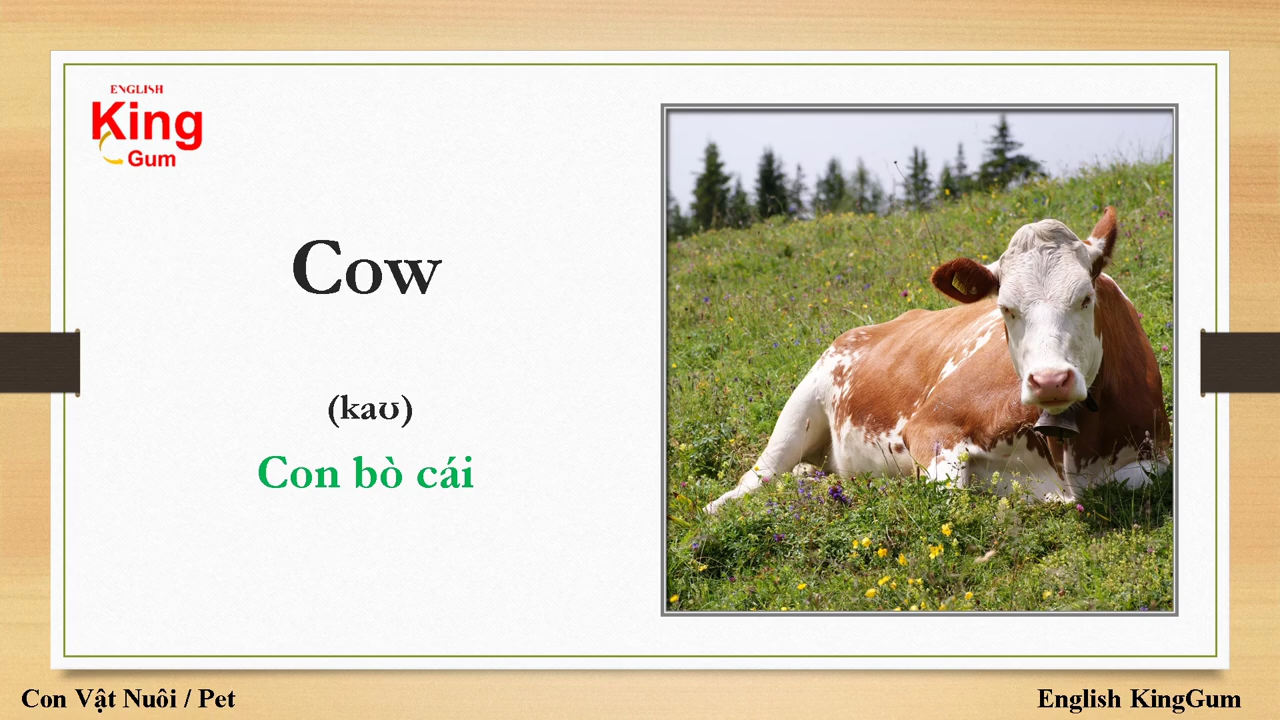 ENGLISH
King
Gum
Cow
(kaʊ)
Con bò cái
Con Vật Nuôi / Pet
English KingGum